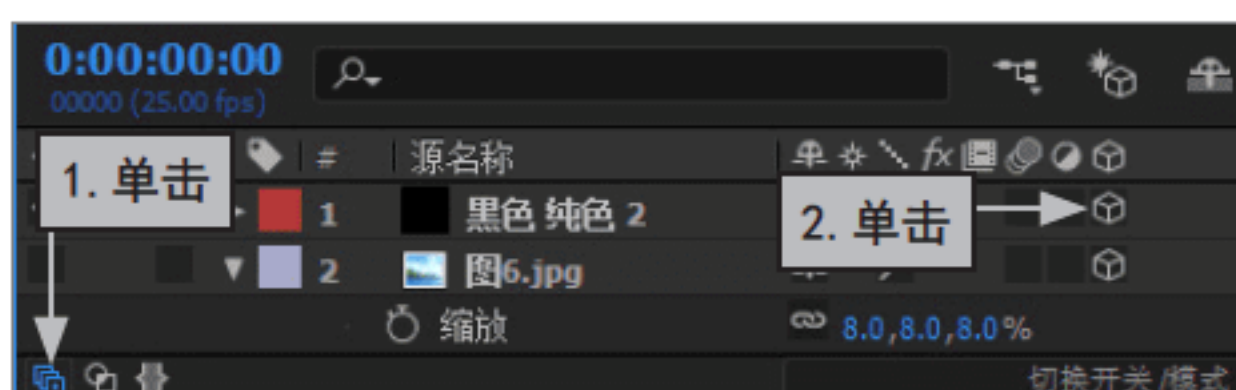 0:00:00:00
00000 (25.00 fps)
# 源名称 fx
1. 单击
1 黑色 纯色 2
2. 单击
2 图6.jpg
缩放 8.0,8.0,8.0%
切换开关/模式